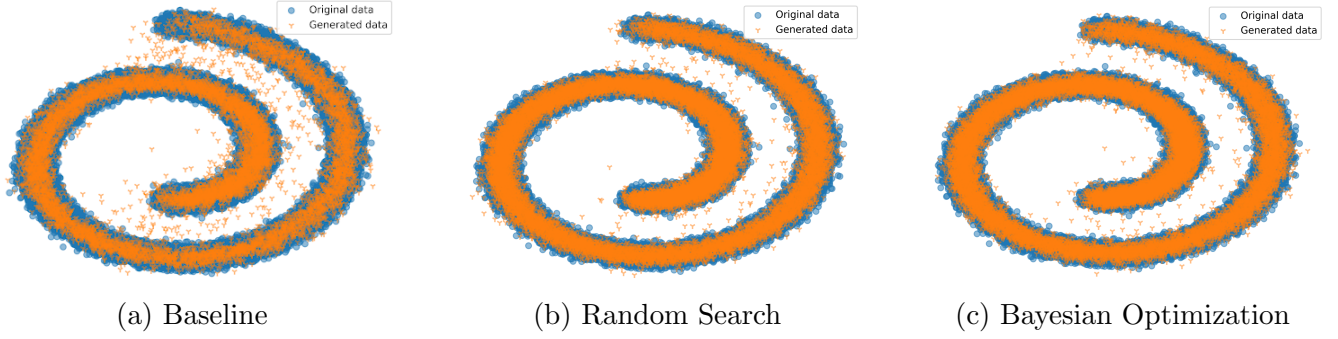 Original data
Generated data
Original data
Generated data
Original data
Generated data
(a) Baseline
(b) Random Search
(c) Bayesian Optimization